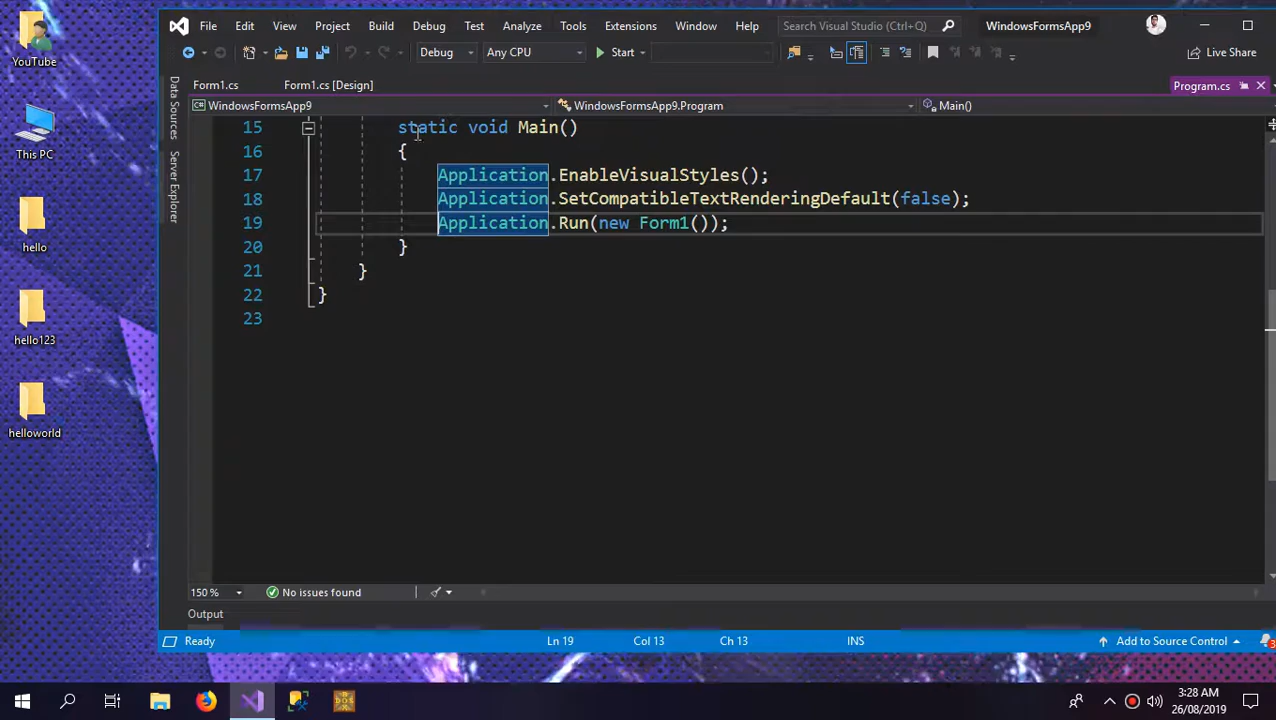 YouTube
This PC
hello
hello123
helloworld
File Edit View Project Build Debug Test Analyze Tools Extensions Window Help Search Visual Studio (Ctrl+Q) WindowsFormsApp9
Debug Any CPU Start Live Share
Form1.cs Form1.cs [Design] Program.cs
WindowsFormsApp9 WindowsFormsApp9.Program Main()
Data Sources
Server Explorer
15 static void Main()
16 {
17 Application.EnableVisualStyles();
18 Application.SetCompatibleTextRenderingDefault(false);
19 Application.Run(new Form1());
20 }
21 }
22 }
23
150 % No issues found
Output
Ready Ln 19 Col 13 Ch 13 INS Add to Source Control 3
DOS
3:28 AM
26/08/2019